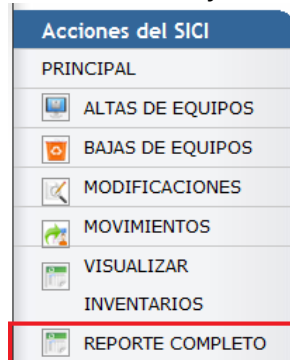 Acciones del SICI
PRINCIPAL
ALTAS DE EQUIPOS
BAJAS DE EQUIPOS
MODIFICACIONES
MOVIMIENTOS
VISUALIZAR
INVENTARIOS
REPORTE COMPLETO